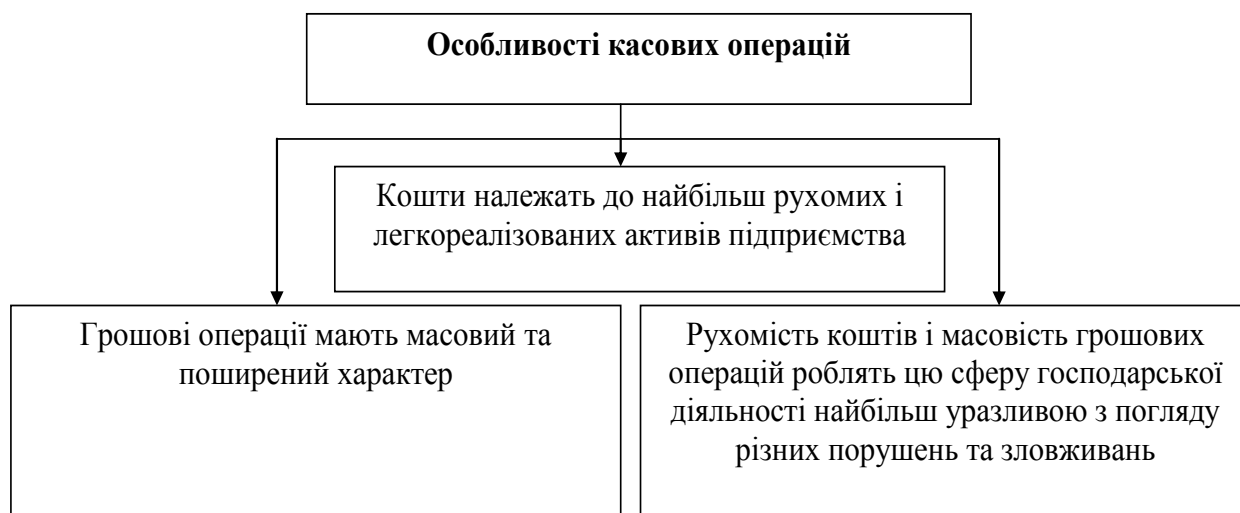 Особливості касових операцій
Кошти належать до найбільш рухомих і
легкореалізованих активів підприємства
Грошові операції мають масовий та
поширений характер
Рухомість коштів і масовість грошових
операцій роблять цю сферу господарської
діяльності найбільш уразливою з погляду
різних порушень та зловживань